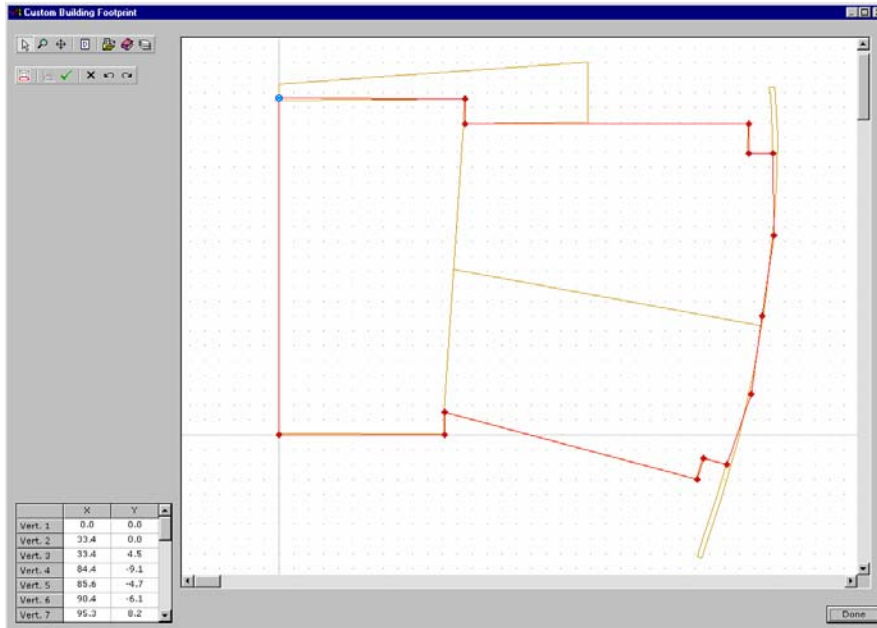 Custom Building Footprint
X Y
Vert. 1 0.0 0.0
Vert. 2 33.4 0.0
Vert. 3 33.4 4.5
Vert. 4 84.4 -9.1
Vert. 5 85.6 -4.7
Vert. 6 90.4 -6.1
Vert. 7 95.3 8.2
Done